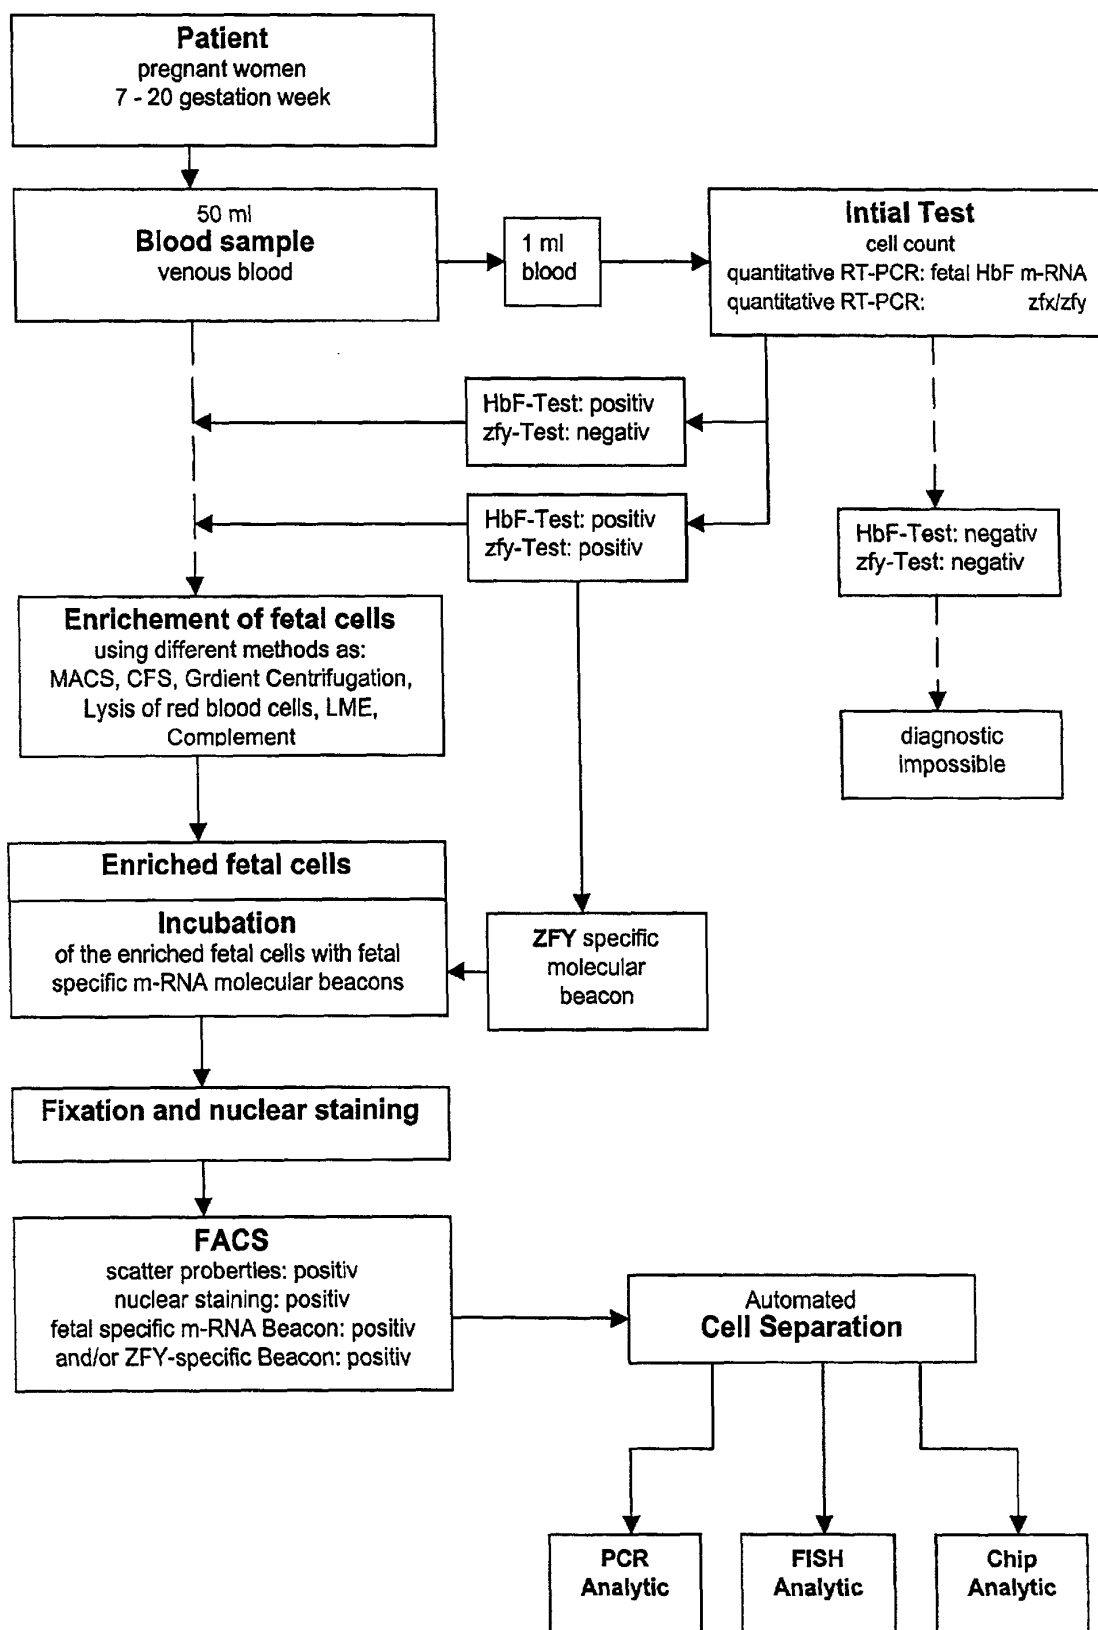 Patient
pregnant women
7 - 20 gestation week
50 ml
Blood sample
venous blood
1 ml
blood
Intial Test
cell count
quantitative RT-PCR: fetal HbF m-RNA
quantitative RT-PCR: zfx/zfy
HbF-Test: positiv
zfy-Test: negativ
HbF-Test: positiv
zfy-Test: positiv
HbF-Test: negativ
zfy-Test: negativ
Enrichement of fetal cells
using different methods as:
MACS, CFS, Grdient Centrifugation,
Lysis of red blood cells, LME,
Complement
diagnostic
impossible
Enriched fetal cells
Incubation
of the enriched fetal cells with fetal
specific m-RNA molecular beacons
ZFY specific
molecular
beacon
Fixation and nuclear staining
FACS
scatter proberties: positiv
nuclear staining: positiv
fetal specific m-RNA Beacon: positiv
and/or ZFY-specific Beacon: positiv
Automated
Cell Separation
PCR
Analytic
FISH
Analytic
Chip
Analytic